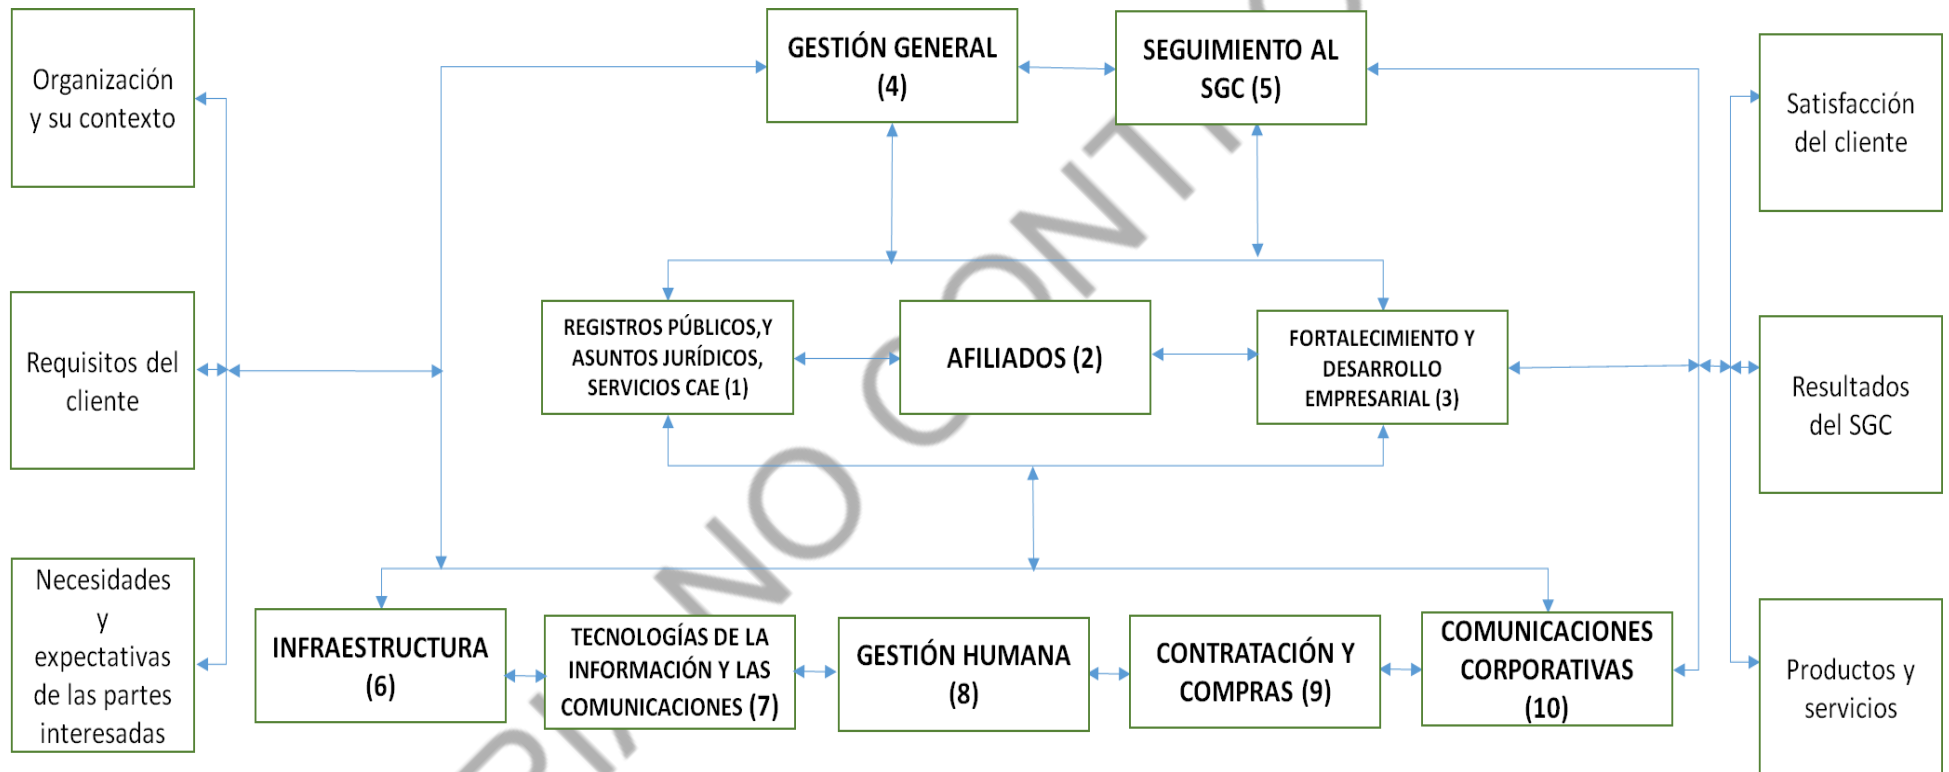 Organización
y su contexto
Requisitos del
cliente
Necesidades
y
expectativas
de las partes
interesadas
GESTIÓN GENERAL
(4)
SEGUIMIENTO AL
SGC (5)
REGISTROS PÚBLICOS,Y
ASUNTOS JURÍDICOS,
SERVICIOS CAE (1)
AFILIADOS (2)
FORTALECIMIENTO Y
DESARROLLO
EMPRESARIAL (3)
INFRAESTRUCTURA
(6)
TECNOLOGÍAS DE LA
INFORMACIÓN Y LAS
COMUNICACIONES (7)
GESTIÓN HUMANA
(8)
CONTRATACIÓN Y
COMPRAS (9)
COMUNICACIONES
CORPORATIVAS
(10)
Satisfacción
del cliente
Resultados
del SGC
Productos y
servicios
NO